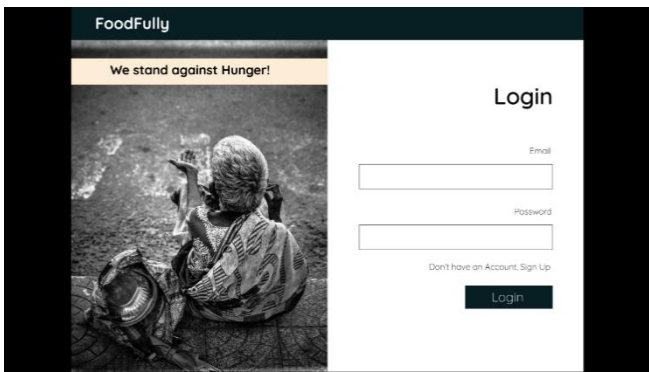 FoodFully
We stand against Hunger!
Login
Email
Password
Don't have an Account, Sign Up
Login